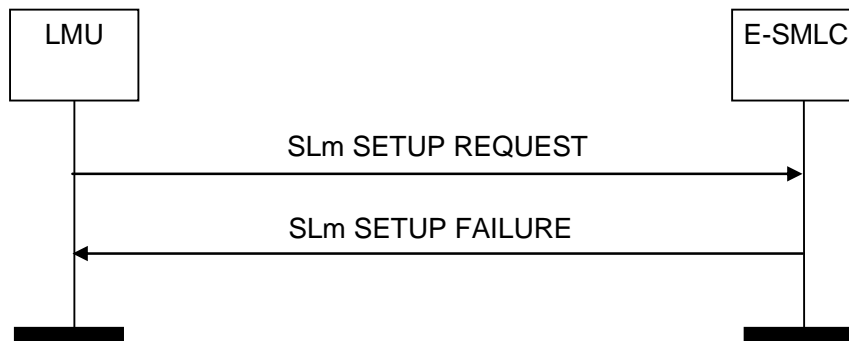 LMU
E-SMLC
SLm SETUP REQUEST
SLm SETUP FAILURE